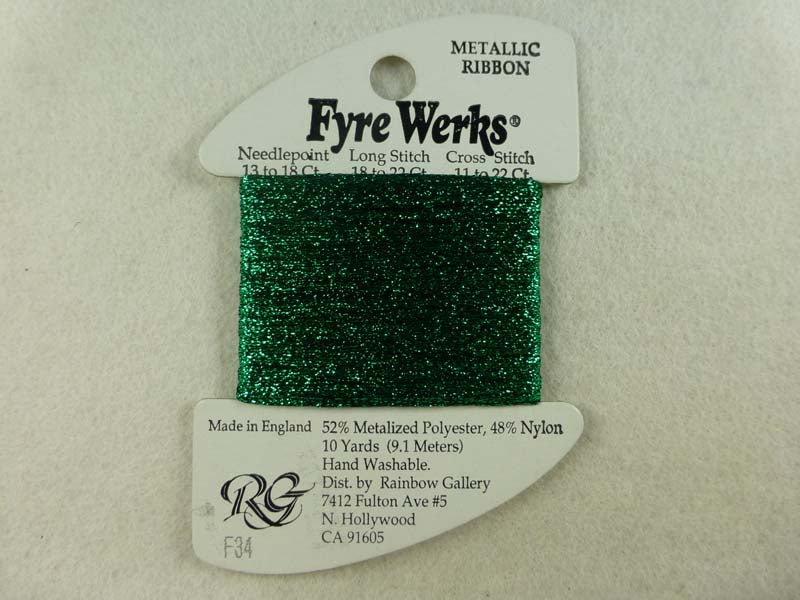 METALLIC
RIBBON
Fyre Werks®
Needlepoint Long Stitch Cross Stitch
13 to 18 Ct. 18 to 22 Ct. 11 to 22 Ct.
Made in England
52% Metalized Polyester, 48% Nylon
10 Yards (9.1 Meters)
Hand Washable.
Dist. by Rainbow Gallery
7412 Fulton Ave #5
N. Hollywood
CA 91605
RG
F34